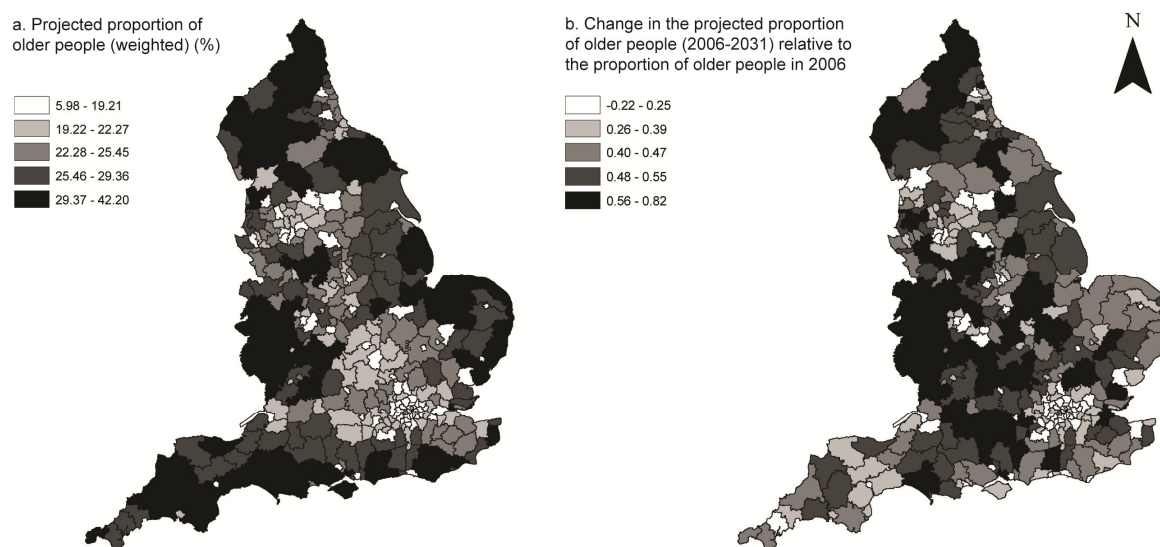 a. Projected proportion of
older people (weighted) (%)
5.98 - 19.21
19.22 - 22.27
22.28 - 25.45
25.46 - 29.36
29.37 - 42.20
b. Change in the projected proportion
of older people (2006-2031) relative to
the proportion of older people in 2006
-0.22 - 0.25
0.26 - 0.39
0.40 - 0.47
0.48 - 0.55
0.56 - 0.82
N